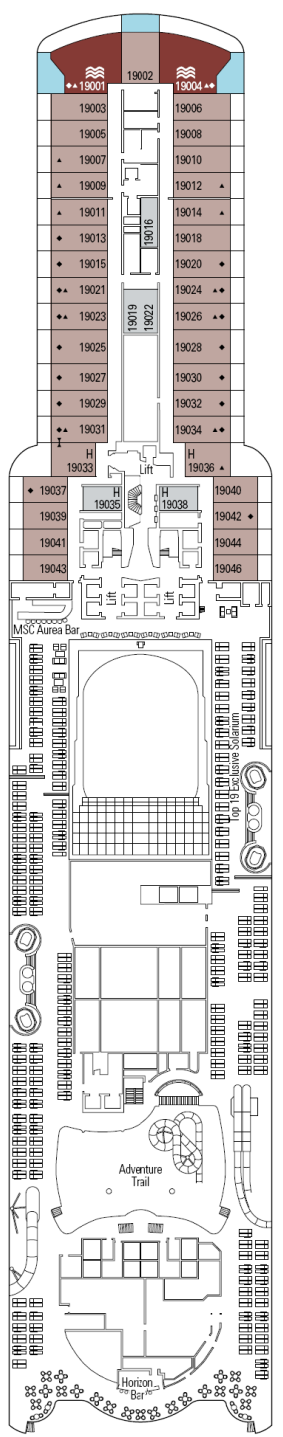 19002
19001 19004
19003 19006
19005 19008
19007 19010
19009 19012
19011 19014
19016
19013 19018
19015 19020
19021 19024
19019
19022
19023 19026
19025 19028
19027 19030
19029 19032
19031 19034
H H
19033 Lift 19036
H H
19037 19035 19038 19040
19039 19042
19041 19044
19043 19046
Lift Lift
MSC Aurea Bar
Top 19 Exclusive Solarium
Adventure
Trail
Horizon
Bar